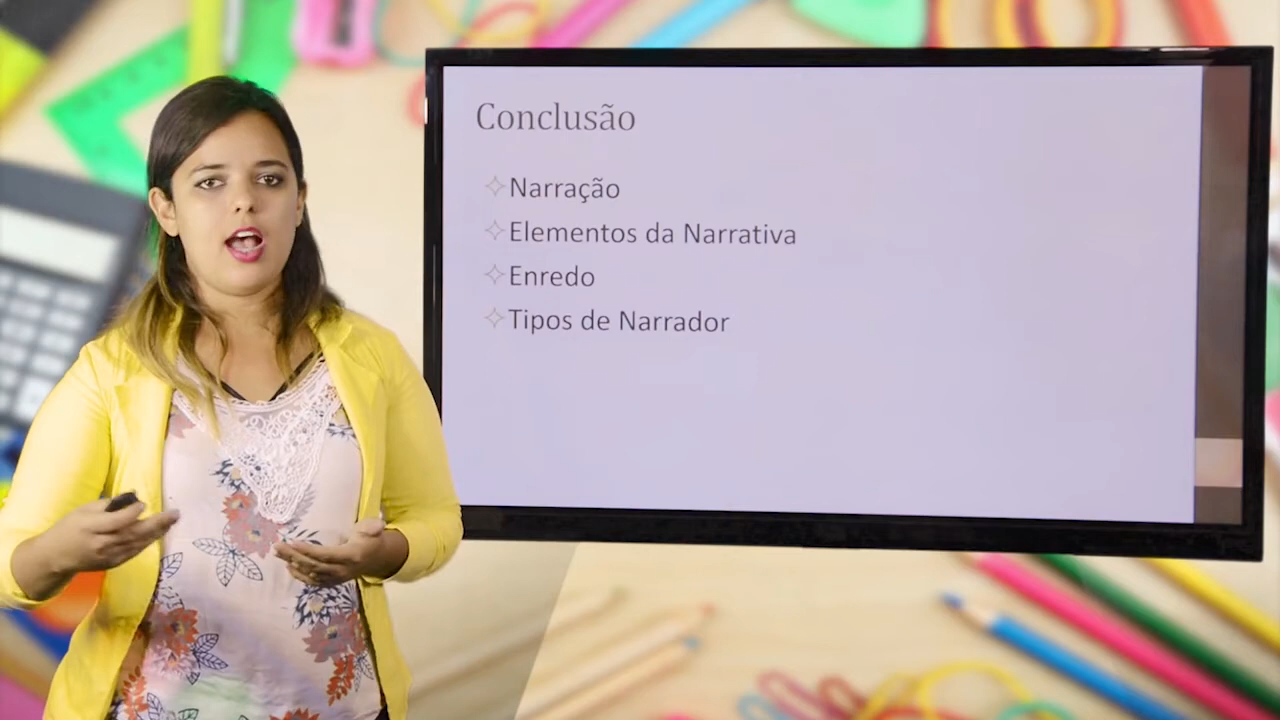 Conclusão
Narração
Elementos da Narrativa
Enredo
Tipos de Narrador